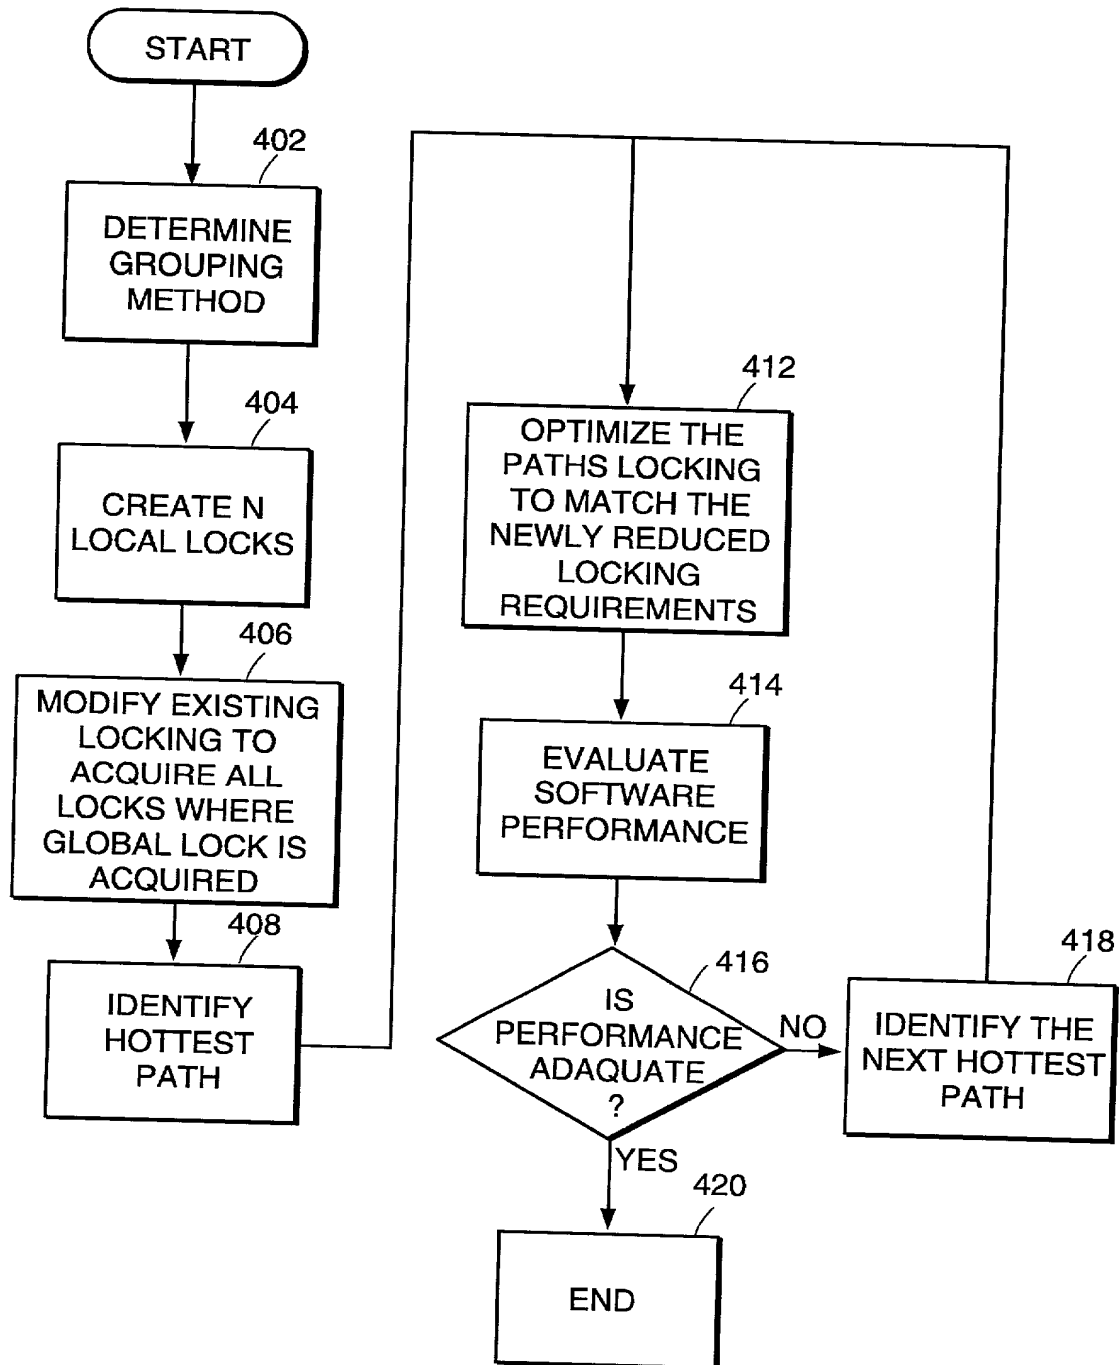 START
402
DETERMINE
GROUPING
METHOD
404
CREATE N
LOCAL LOCKS
406
MODIFY EXISTING
LOCKING TO
ACQUIRE ALL
LOCKS WHERE
GLOBAL LOCK IS
ACQUIRED
408
IDENTIFY
HOTTEST
PATH
412
OPTIMIZE THE
PATHS LOCKING
TO MATCH THE
NEWLY REDUCED
LOCKING
REQUIREMENTS
414
EVALUATE
SOFTWARE
PERFORMANCE
416
IS
PERFORMANCE
ADAQUATE
?
NO
418
IDENTIFY THE
NEXT HOTTEST
PATH
YES
420
END